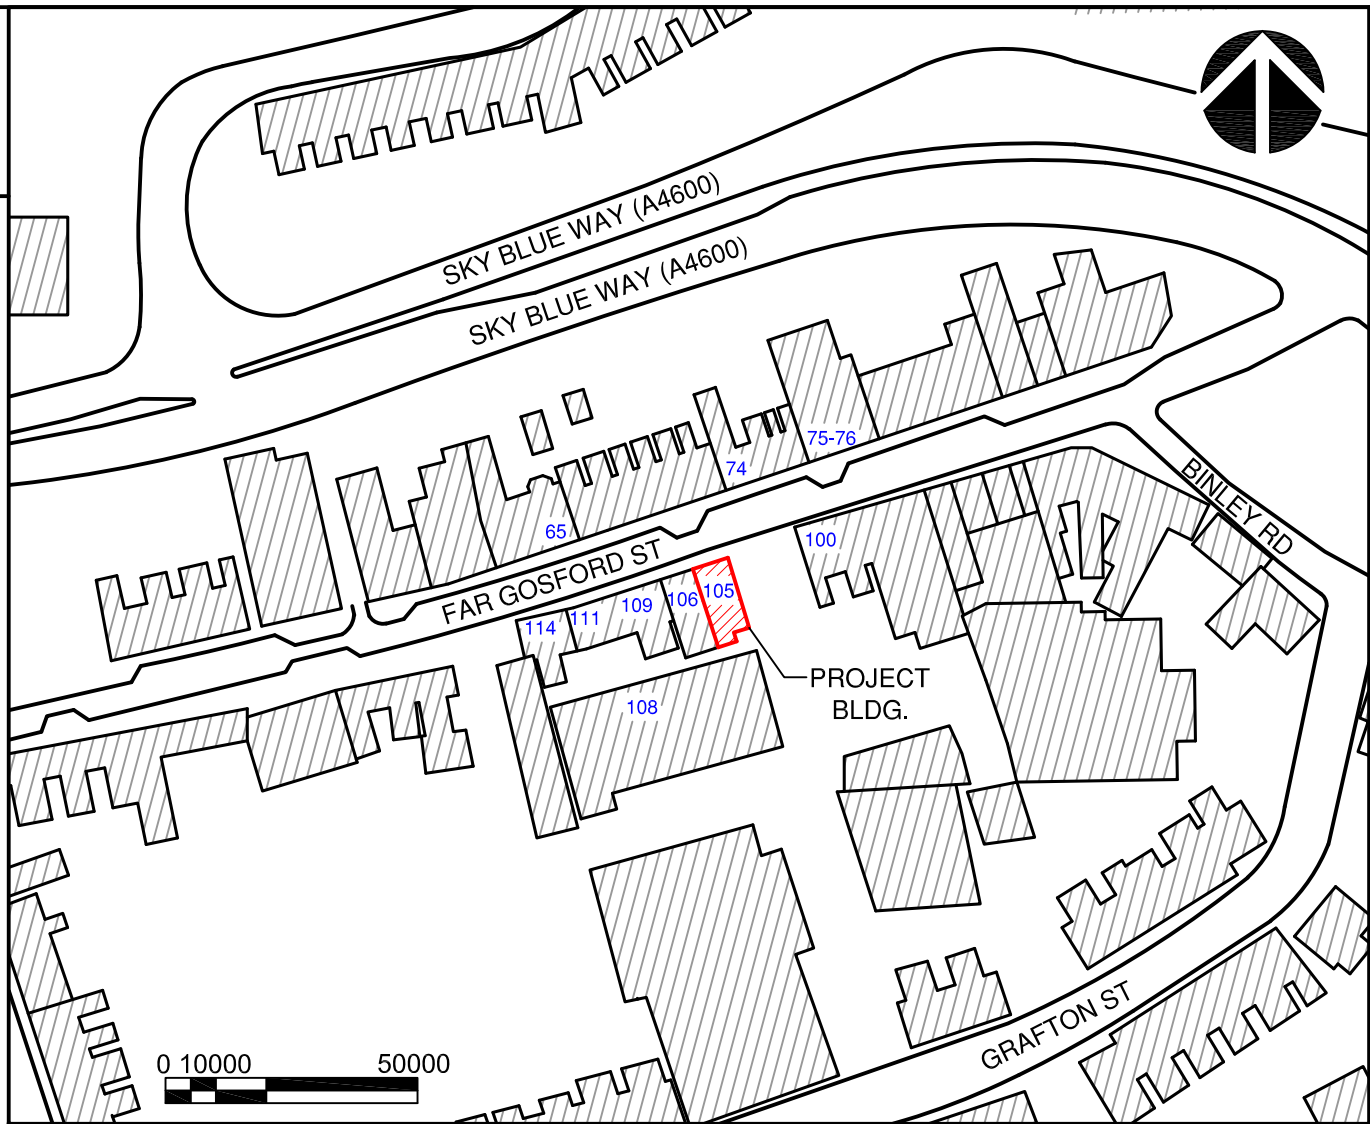 SKY BLUE WAY (A4600)
SKY BLUE WAY (A4600)
75-76
74
65
100
BINLEY RD
FAR GOSFORD ST
105
106
109
111
114
PROJECT
BLDG.
108
GRAFTON ST
0 10000 50000